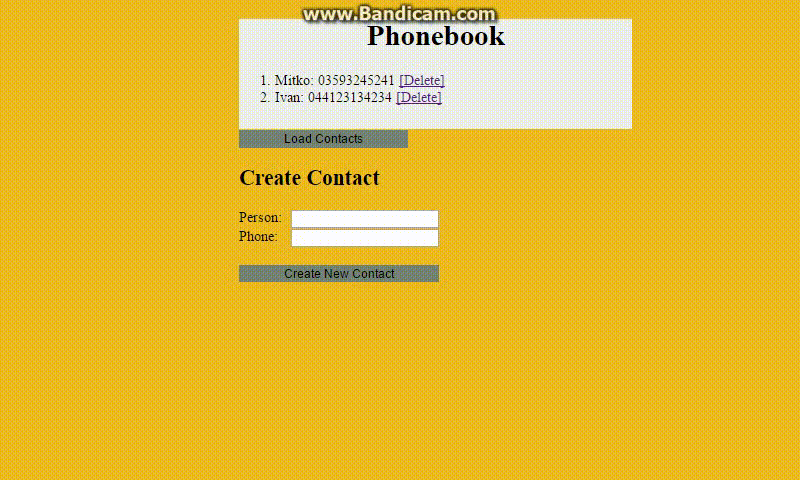 www.Bandicam.com
Phonebook
1. Mitko: 03593245241 [Delete]
2. Ivan: 044123134234 [Delete]
Load Contacts
Create Contact
Person:
Phone:
Create New Contact